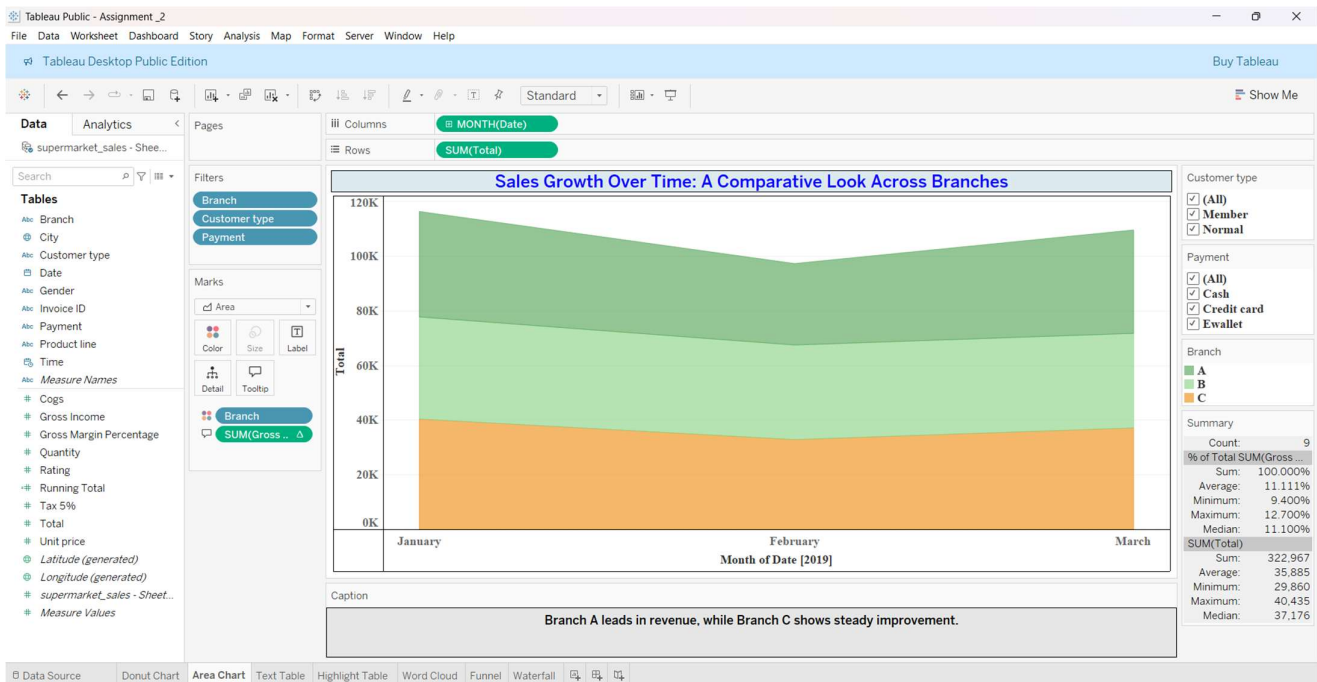 Tableau Public - Assignment _2
File Data Worksheet Dashboard Story Analysis Map Format Server Window Help
Tableau Desktop Public Edition
Buy Tableau
Standard
Show Me
Data Analytics
supermarket_sales - Shee...
Search
Tables
Abc Branch
City
Abc Customer type
Date
Abc Gender
Abc Invoice ID
Abc Payment
Abc Product line
Time
Abc Measure Names
# Cogs
# Gross Income
# Gross Margin Percentage
# Quantity
# Rating
=# Running Total
# Tax 5%
# Total
# Unit price
Latitude (generated)
Longitude (generated)
# supermarket_sales - Sheet...
# Measure Values
Pages
Filters
Branch
Customer type
Payment
Marks
Area
Color Size Label
Detail Tooltip
Branch
SUM(Gross .. Δ
Columns
MONTH(Date)
Rows
SUM(Total)
Sales Growth Over Time: A Comparative Look Across Branches
120K
100K
80K
60K
40K
20K
0K
Total
January February March
Month of Date [2019]
Caption
Branch A leads in revenue, while Branch C shows steady improvement.
Customer type
(All)
Member
Normal
Payment
(All)
Cash
Credit card
Ewallet
Branch
A
B
C
Summary
Count: 9
% of Total SUM(Gross ...
Sum: 100.000%
Average: 11.111%
Minimum: 9.400%
Maximum: 12.700%
Median: 11.100%
SUM(Total)
Sum: 322,967
Average: 35,885
Minimum: 29,860
Maximum: 40,435
Median: 37,176
Data Source Donut Chart Area Chart Text Table Highlight Table Word Cloud Funnel Waterfall